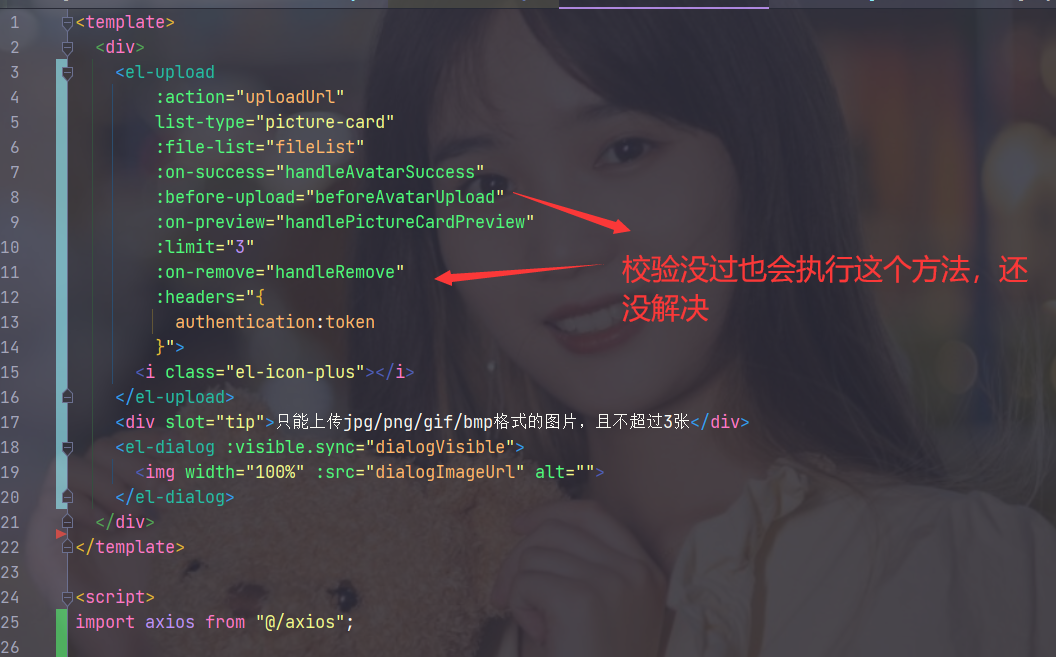 1 <template>
2 <div>
3 <el-upload
4 :action="uploadUrl"
5 list-type="picture-card"
6 :file-list="fileList"
7 :on-success="handleAvatarSuccess"
8 :before-upload="beforeAvatarUpload"
9 :on-preview="handlePictureCardPreview"
10 :limit="3"
11 :on-remove="handleRemove"
校验没过也会执行这个方法，还
没解决
12 :headers="{
13 authentication:token
14 }">
15 <i class="el-icon-plus"></i>
16 </el-upload>
17 <div slot="tip">只能上传jpg/png/gif/bmp格式的图片，且不超过3张</div>
18 <el-dialog :visible.sync="dialogVisible">
19 <img width="100%" :src="dialogImageUrl" alt="">
20 </el-dialog>
21 </div>
22 </template>
23
24 <script>
25 import axios from "@/axios";
26